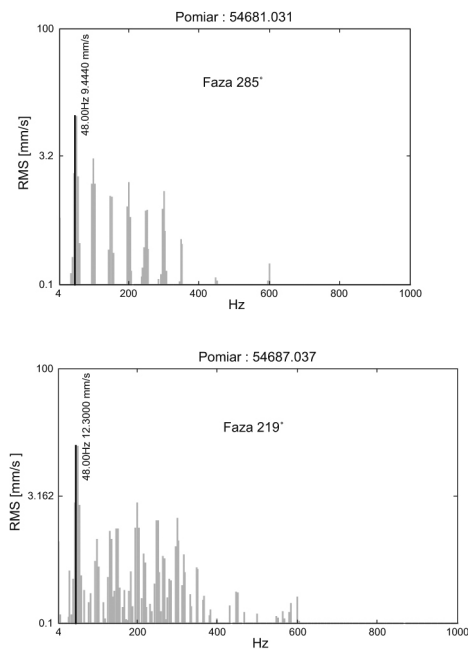 Pomiar : 54681.031
100
48.00Hz 9.4440 mm/s
Faza 285°
RMS [mm/s]
3.2
0.1
4 200 400 600 800 1000
Hz
Pomiar : 54687.037
100
48.00Hz 12.3000 mm/s
Faza 219°
RMS [mm/s ]
3.162
0.1
4 200 400 600 800 1000
Hz